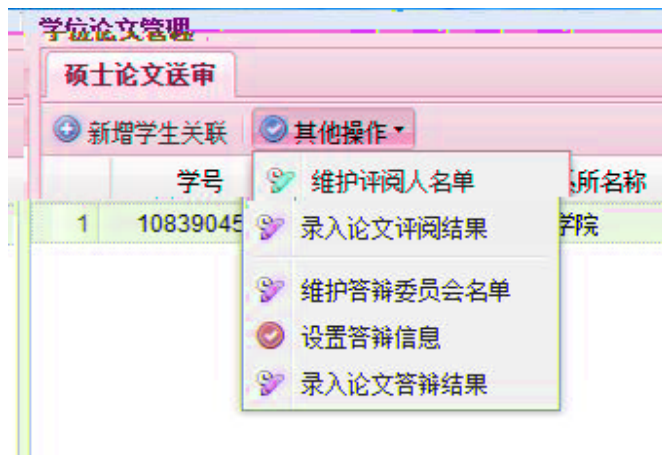 学位论文管理
硕士论文送审
新增学生关联 其他操作
学号 所名称
维护评阅人名单
1 10839045 学院
录入论文评阅结果
维护答辩委员会名单
设置答辩信息
录入论文答辩结果